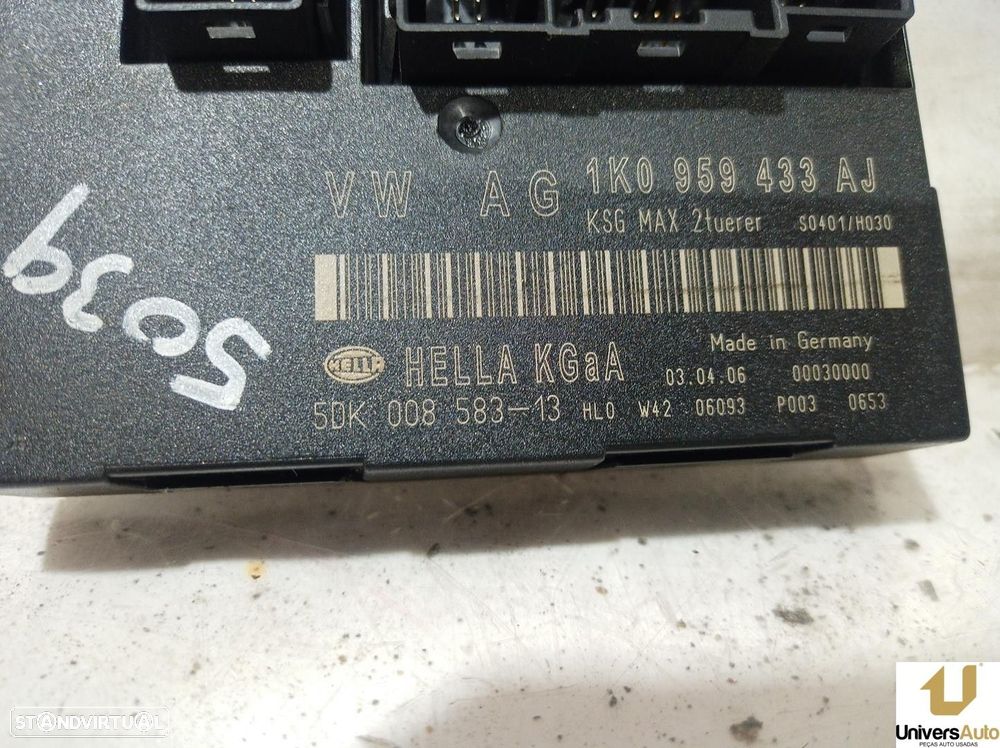 VW AG 1K0 959 433 AJ
KSG MAX 2tuerer S0401/H030
Made in Germany
HELLA HELLA KGaA 03.04.06 00030000
5DK 008 583-13 HL0 W42 06093 P003 0653
5039
STANDVIRTUAL
UniversAuto
PEÇAS AUTO USADAS